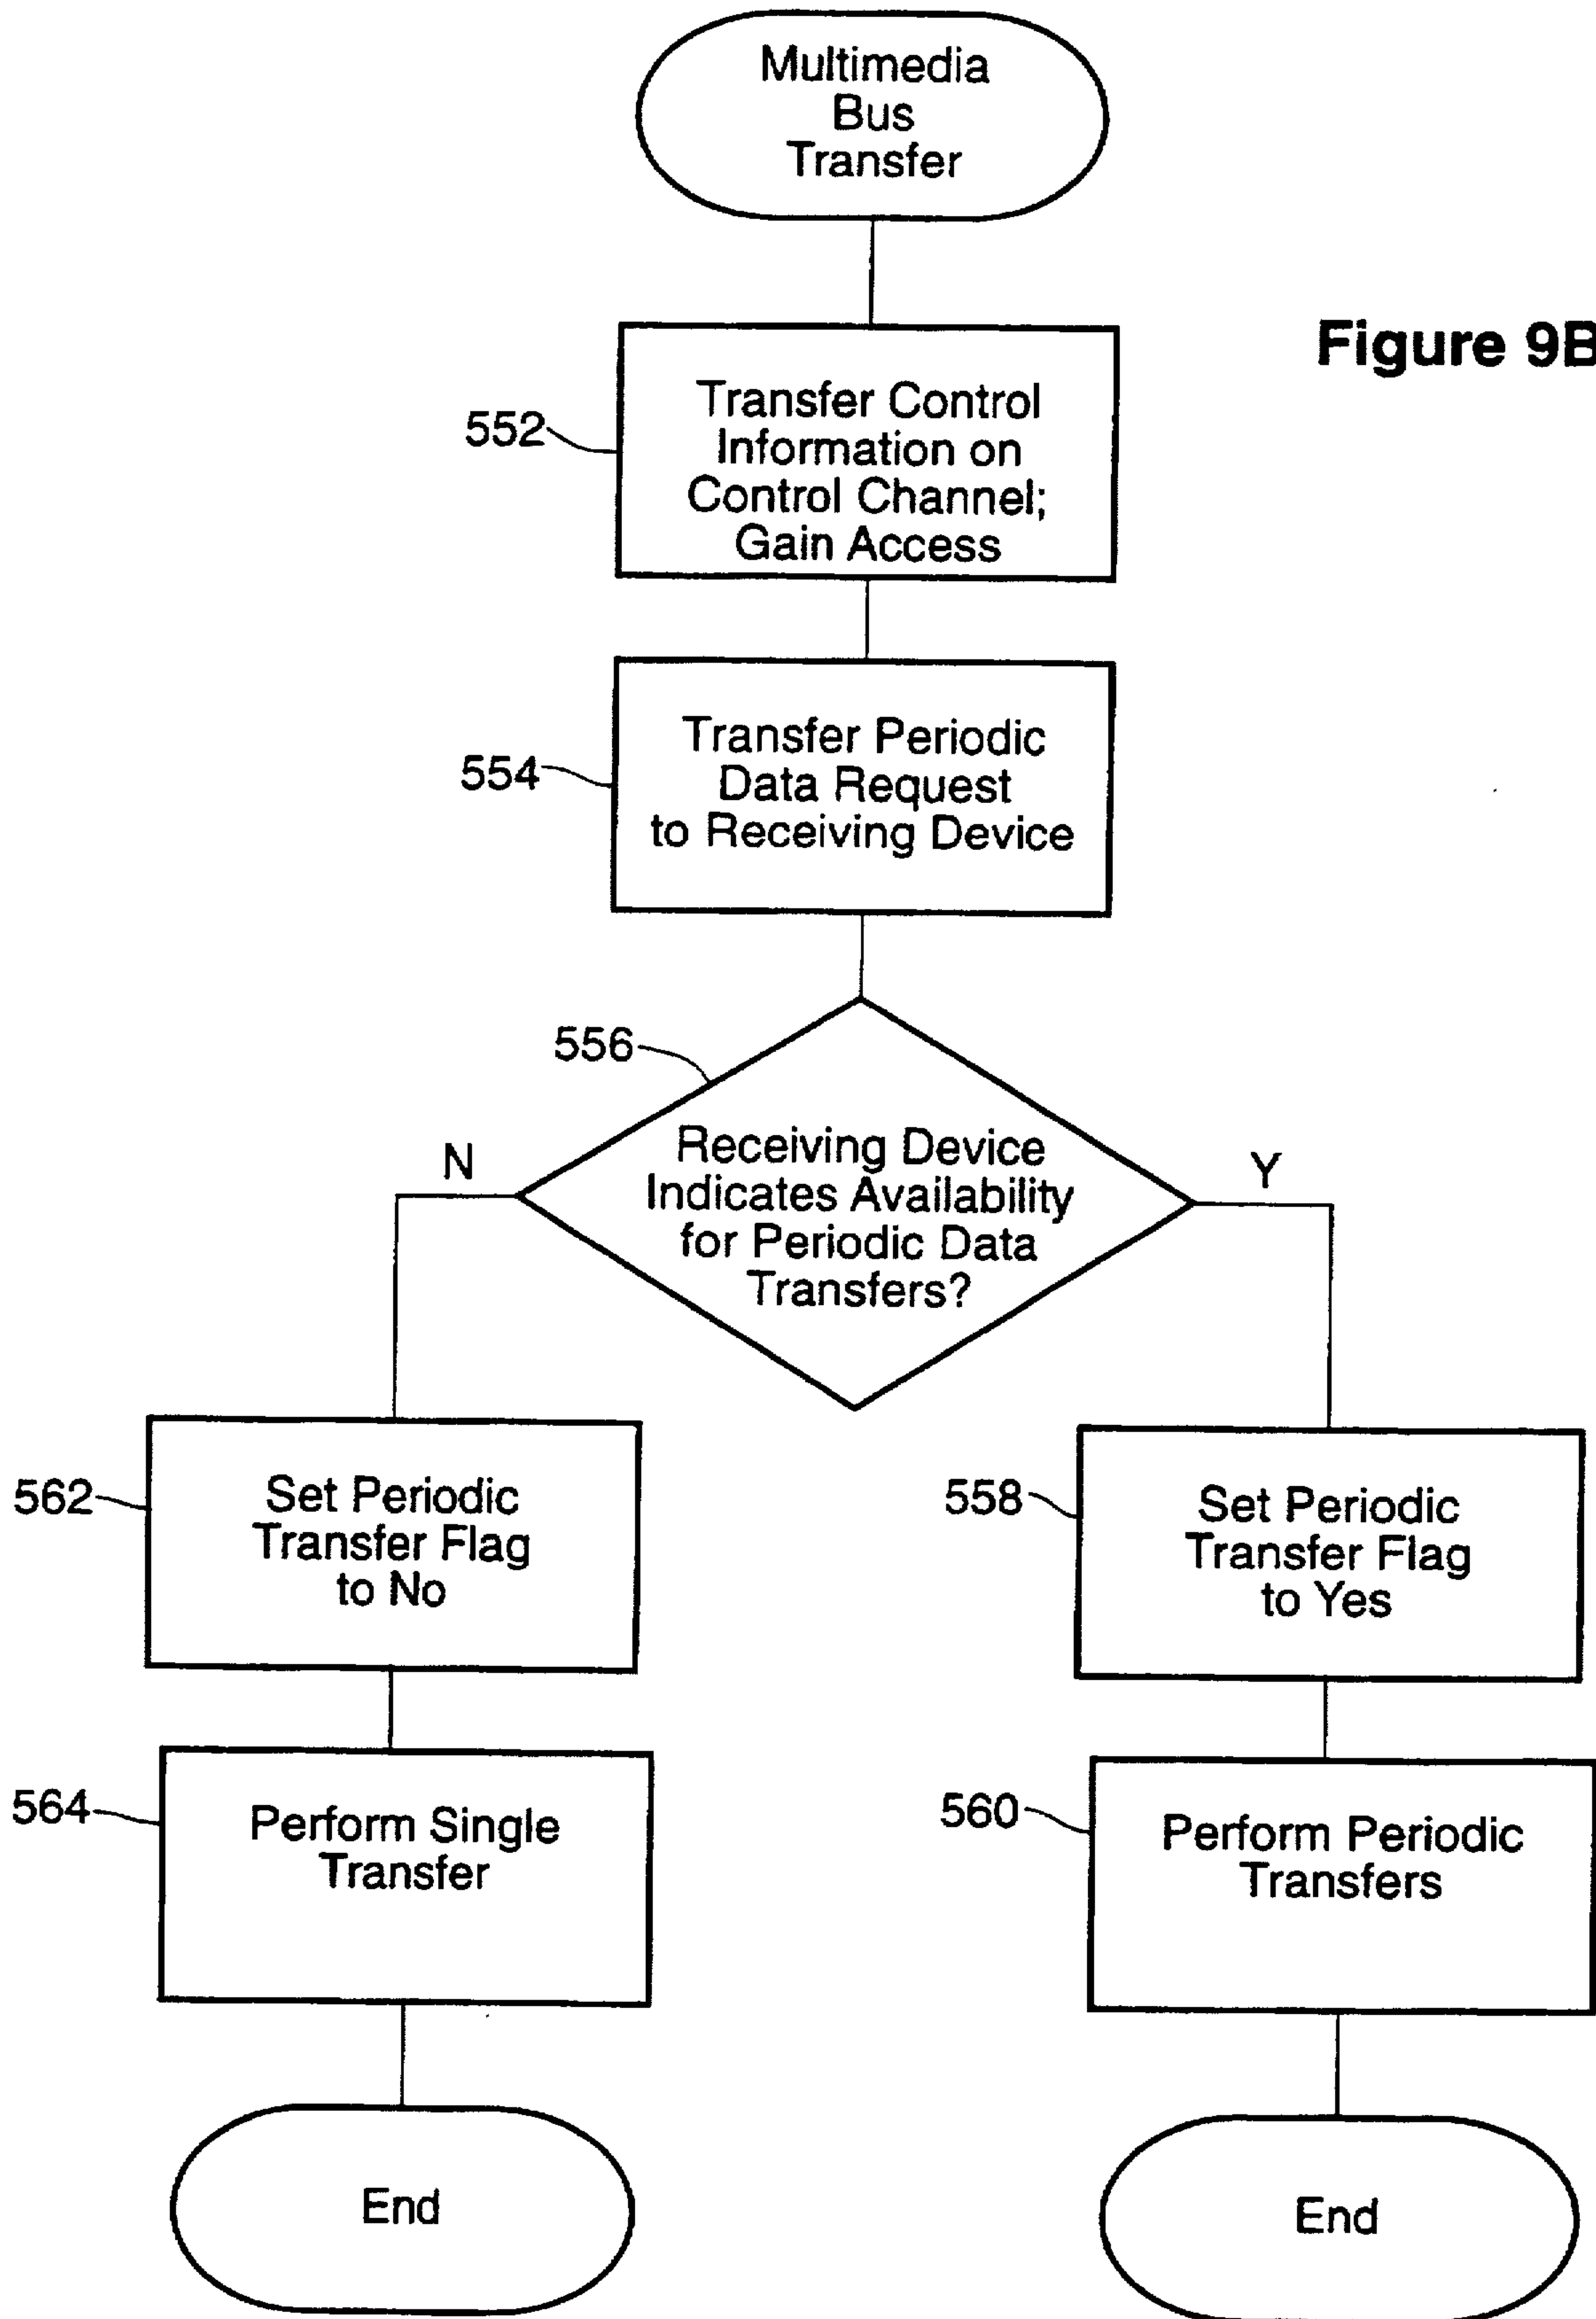 Multimedia
Bus
Transfer
Figure 9B
552
Transfer Control
Information on
Control Channel;
Gain Access
554
Transfer Periodic
Data Request
to Receiving Device
556
N
Receiving Device
Indicates Availability
for Periodic Data
Transfers?
Y
562
Set Periodic
Transfer Flag
to No
558
Set Periodic
Transfer Flag
to Yes
564
Perform Single
Transfer
560
Perform Periodic
Transfers
End
End